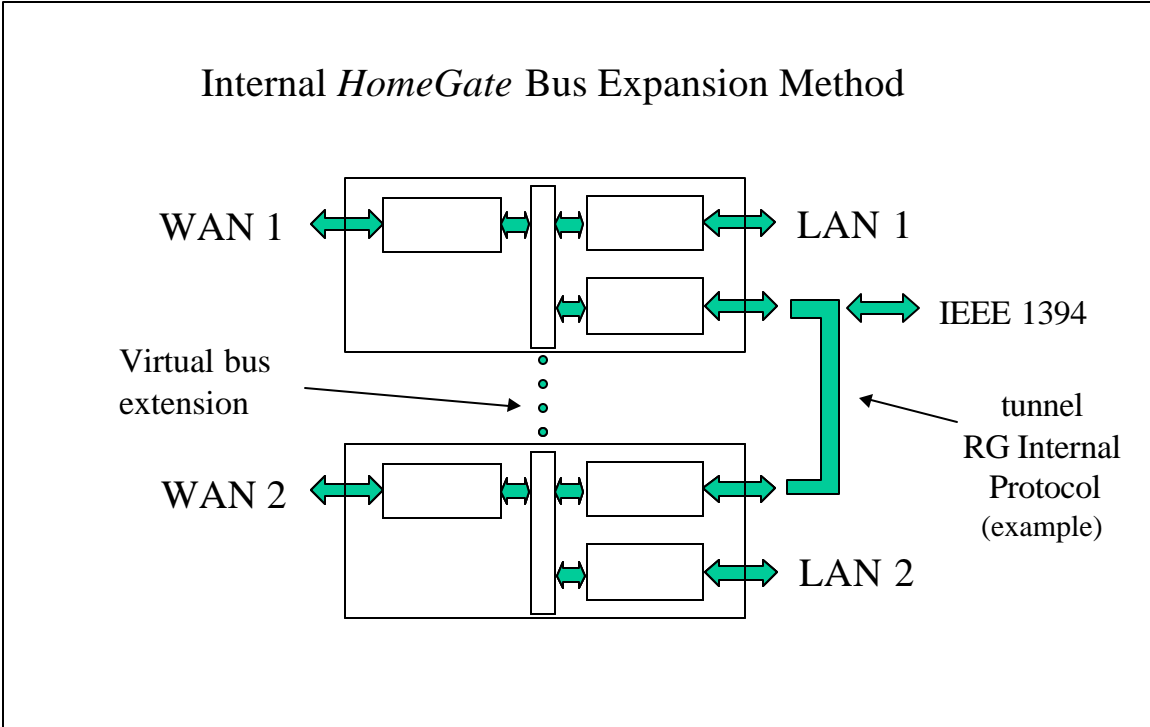 Internal HomeGate Bus Expansion Method
WAN 1
LAN 1
IEEE 1394
Virtual bus
extension
tunnel
RG Internal
Protocol
(example)
WAN 2
LAN 2